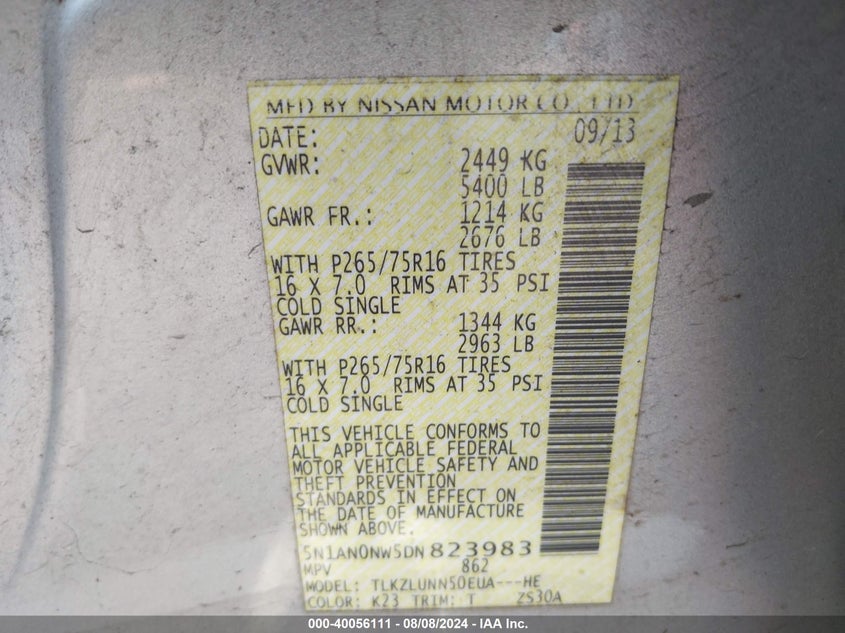 MFD BY NISSAN MOTOR CO., LTD
DATE: 09/13
GVWR: 2449 KG
5400 LB
GAWR FR.: 1214 KG
2676 LB
WITH P265/75R16 TIRES
16 X 7.0 RIMS AT 35 PSI
COLD SINGLE
GAWR RR.: 1344 KG
2963 LB
WITH P265/75R16 TIRES
16 X 7.0 RIMS AT 35 PSI
COLD SINGLE
THIS VEHICLE CONFORMS TO
ALL APPLICABLE FEDERAL
MOTOR VEHICLE SAFETY AND
THEFT PREVENTION
STANDARDS IN EFFECT ON
THE DATE OF MANUFACTURE
SHOWN ABOVE.
5N1AN0NW5DN823983
MPV 862
MODEL: TLKZLUNN50EUA---HE
COLOR: K23 TRIM: T ZS30A
000-40056111 - 08/08/2024 - IAA Inc.